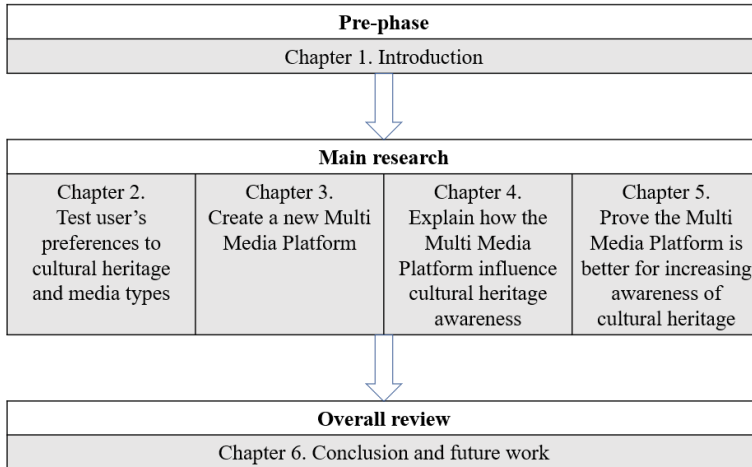 Pre-phase
Chapter 1. Introduction
Main research
Chapter 2.
Test user's
preferences to
cultural heritage
and media types
Chapter 3.
Create a new Multi
Media Platform
Chapter 4.
Explain how the
Multi Media
Platform influence
cultural heritage
awareness
Chapter 5.
Prove the Multi
Media Platform is
better for increasing
awareness of
cultural heritage
Overall review
Chapter 6. Conclusion and future work